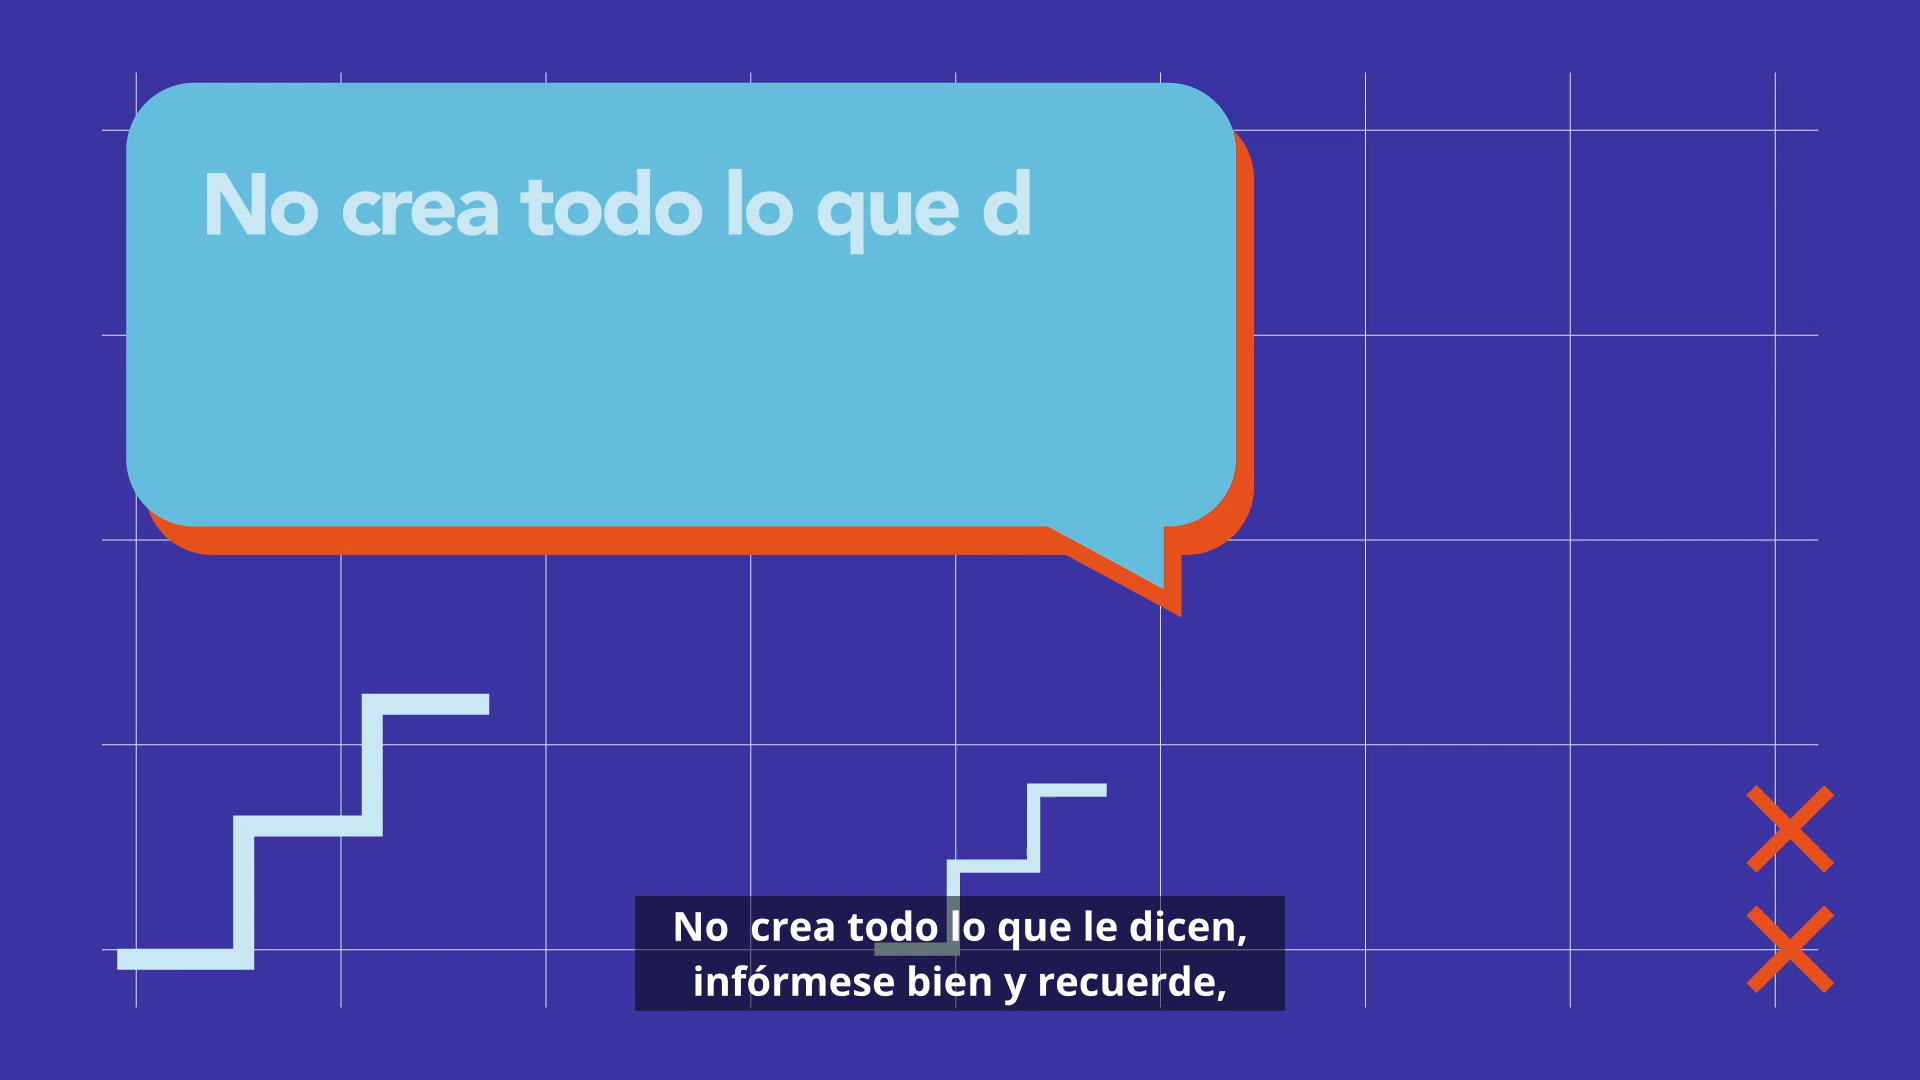 No crea todo lo que d
No crea todo lo que le dicen,
infórmese bien y recuerde,